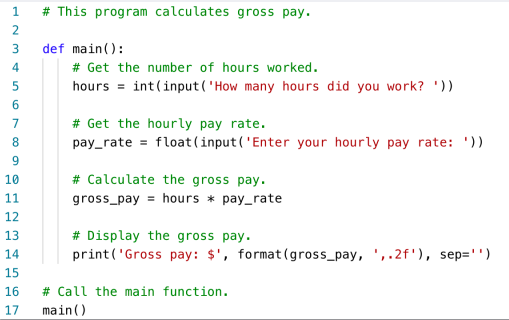 1 # This program calculates gross pay.
2
3 def main():
4     # Get the number of hours worked.
5     hours = int(input('How many hours did you work? '))
6
7     # Get the hourly pay rate.
8     pay_rate = float(input('Enter your hourly pay rate: '))
9
10     # Calculate the gross pay.
11     gross_pay = hours * pay_rate
12
13     # Display the gross pay.
14     print('Gross pay: $', format(gross_pay, ',.2f'), sep='')
15
16 # Call the main function.
17 main()